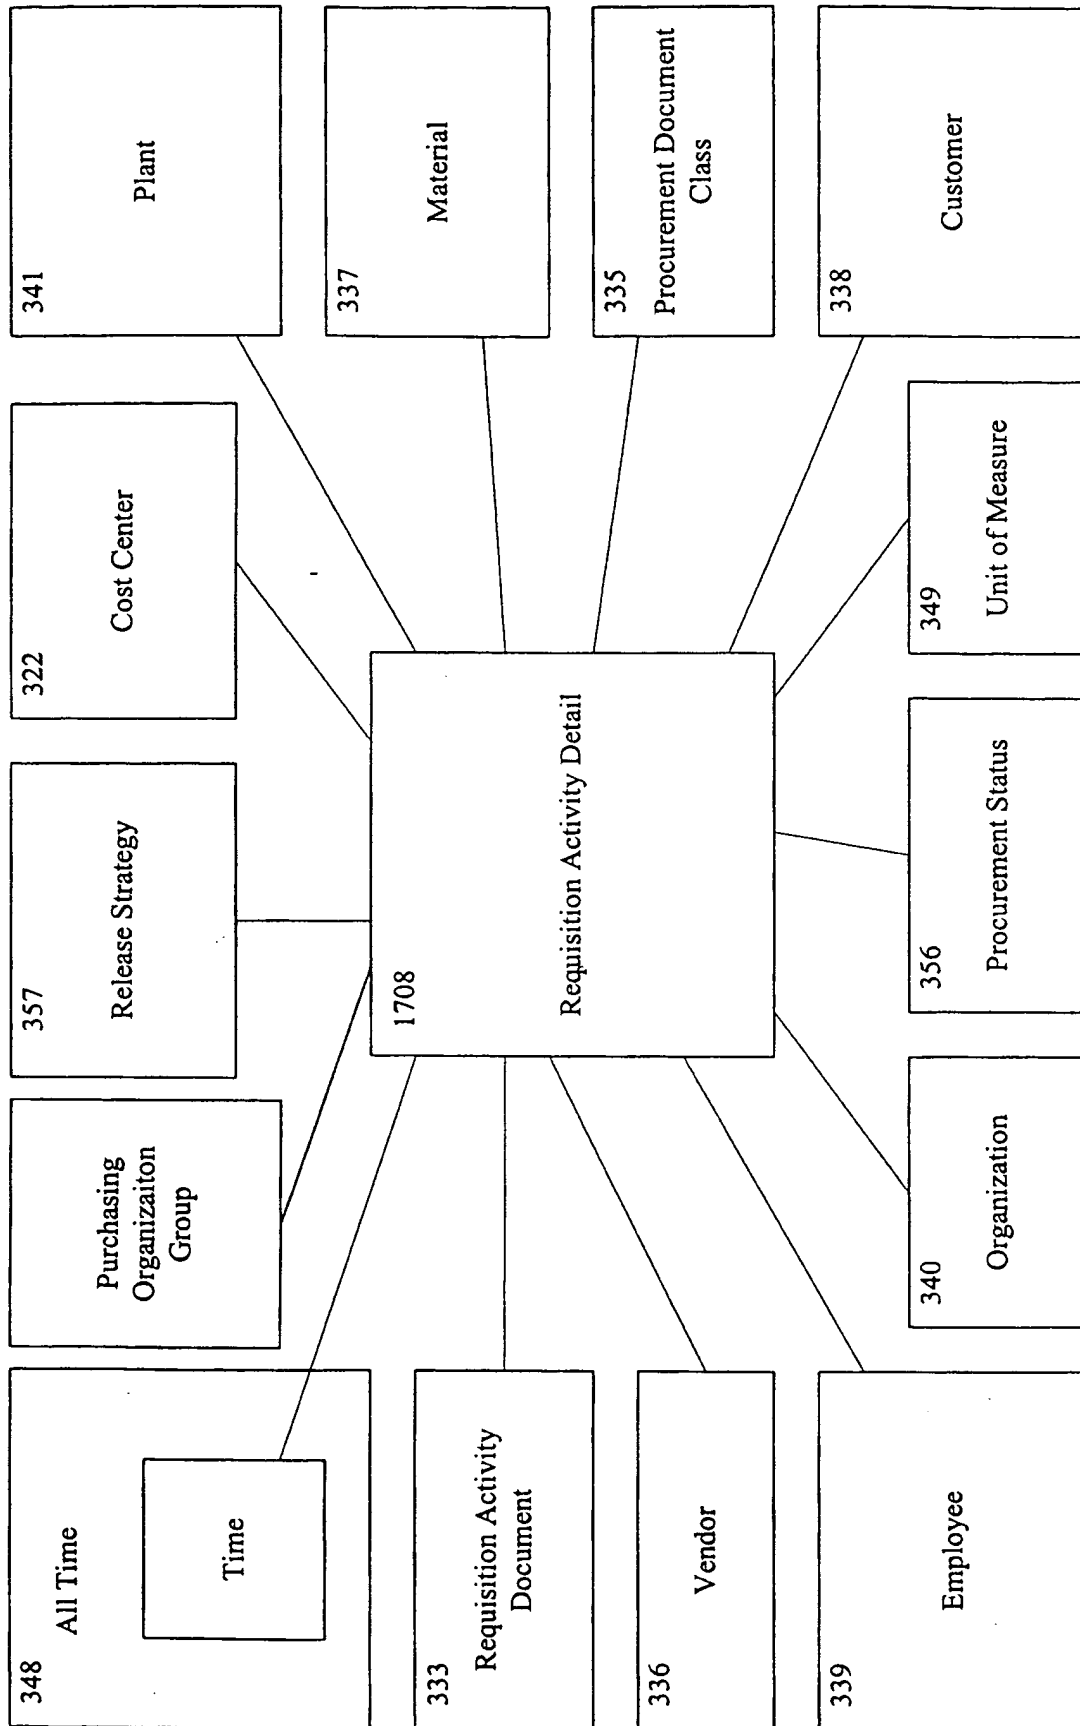 348
All Time
Time
Purchasing
Organizaiton
Group
357
Release Strategy
322
Cost Center
341
Plant
333
Requisition Activity
Document
1708
Requisition Activity Detail
337
Material
336
Vendor
335
Procurement Document
Class
339
Employee
340
Organization
356
Procurement Status
349
Unit of Measure
338
Customer